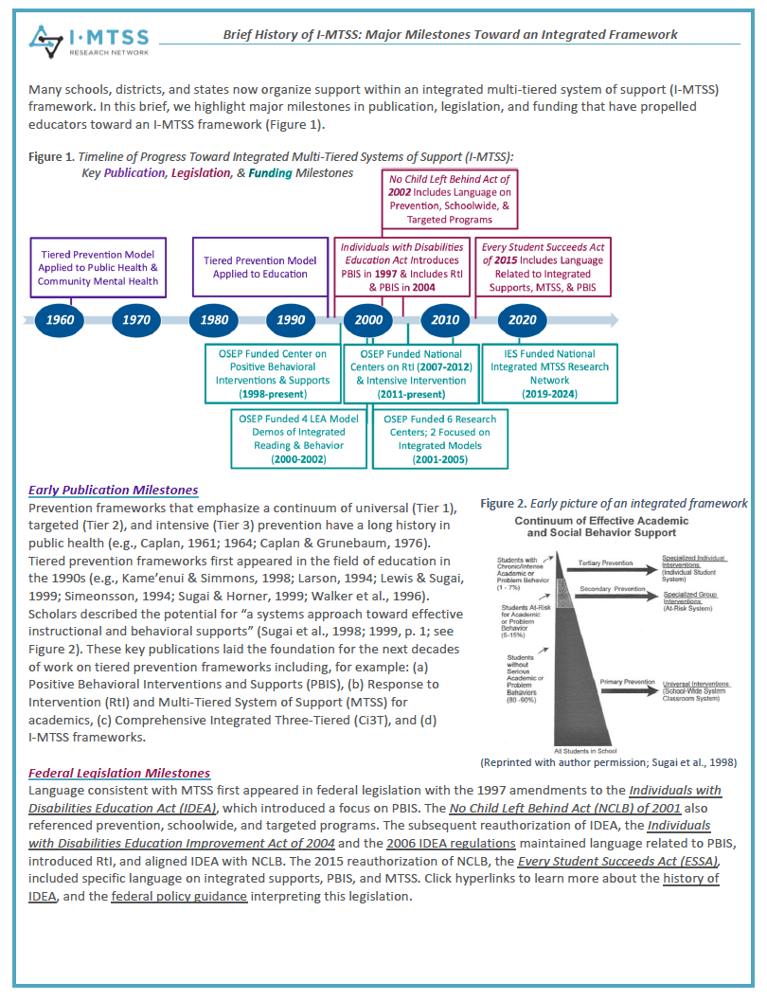 I·MTSS
RESEARCH NETWORK
Brief History of I-MTSS: Major Milestones Toward an Integrated Framework
Many schools, districts, and states now organize support within an integrated multi-tiered system of support (I-MTSS)
framework. In this brief, we highlight major milestones in publication, legislation, and funding that have propelled
educators toward an I-MTSS framework (Figure 1).
Figure 1. Timeline of Progress Toward Integrated Multi-Tiered Systems of Support (I-MTSS):
Key Publication, Legislation, & Funding Milestones
No Child Left Behind Act of
2002 Includes Language on
Prevention, Schoolwide, &
Targeted Programs
Tiered Prevention Model
Applied to Public Health &
Community Mental Health
Tiered Prevention Model
Applied to Education
Individuals with Disabilities
Education Act Introduces
PBIS in 1997 & Includes RtI
& PBIS in 2004
Every Student Succeeds Act
of 2015 Includes Language
Related to Integrated
Supports, MTSS, & PBIS
1960
1970
1980
1990
2000
2010
2020
OSEP Funded Center on
Positive Behavioral
Interventions & Supports
(1998-present)
OSEP Funded National
Centers on RtI (2007-2012)
& Intensive Intervention
(2011-present)
IES Funded National
Integrated MTSS Research
Network
(2019-2024)
OSEP Funded 4 LEA Model
Demos of Integrated
Reading & Behavior
(2000-2002)
OSEP Funded 6 Research
Centers; 2 Focused on
Integrated Models
(2001-2005)
Early Publication Milestones
Prevention frameworks that emphasize a continuum of universal (Tier 1),
targeted (Tier 2), and intensive (Tier 3) prevention have a long history in
public health (e.g., Caplan, 1961; 1964; Caplan & Grunebaum, 1976).
Tiered prevention frameworks first appeared in the field of education in
the 1990s (e.g., Kame'enui & Simmons, 1998; Larson, 1994; Lewis & Sugai,
1999; Simeonsson, 1994; Sugai & Horner, 1999; Walker et al., 1996).
Scholars described the potential for "a systems approach toward effective
instructional and behavioral supports" (Sugai et al., 1998; 1999, p. 1; see
Figure 2). These key publications laid the foundation for the next decades
of work on tiered prevention frameworks including, for example: (a)
Positive Behavioral Interventions and Supports (PBIS), (b) Response to
Intervention (RtI) and Multi-Tiered System of Support (MTSS) for
academics, (c) Comprehensive Integrated Three-Tiered (Ci3T), and (d)
I-MTSS frameworks.
Figure 2. Early picture of an integrated framework
Continuum of Effective Academic
and Social Behavior Support
Students with
Chronic/Intense
Academic or
Problem Behavior
(1 - 7%)
Tertiary Prevention
Specialized Individual
Interventions
(Individual Student
System)
Students At-Risk
for Academic
or Problem
Behavior
(5-15%)
Secondary Prevention
Specialized Group
Interventions
(At-Risk System)
Students
without
Serious
Academic or
Problem
Behaviors
(80 -90%)
Primary Prevention
Universal Interventions
(School-Wide System
Classroom System)
All Students in School
(Reprinted with author permission; Sugai et al., 1998)
Federal Legislation Milestones
Language consistent with MTSS first appeared in federal legislation with the 1997 amendments to the Individuals with
Disabilities Education Act (IDEA), which introduced a focus on PBIS. The No Child Left Behind Act (NCLB) of 2001 also
referenced prevention, schoolwide, and targeted programs. The subsequent reauthorization of IDEA, the Individuals
with Disabilities Education Improvement Act of 2004 and the 2006 IDEA regulations maintained language related to PBIS,
introduced RtI, and aligned IDEA with NCLB. The 2015 reauthorization of NCLB, the Every Student Succeeds Act (ESSA),
included specific language on integrated supports, PBIS, and MTSS. Click hyperlinks to learn more about the history of
IDEA, and the federal policy guidance interpreting this legislation.